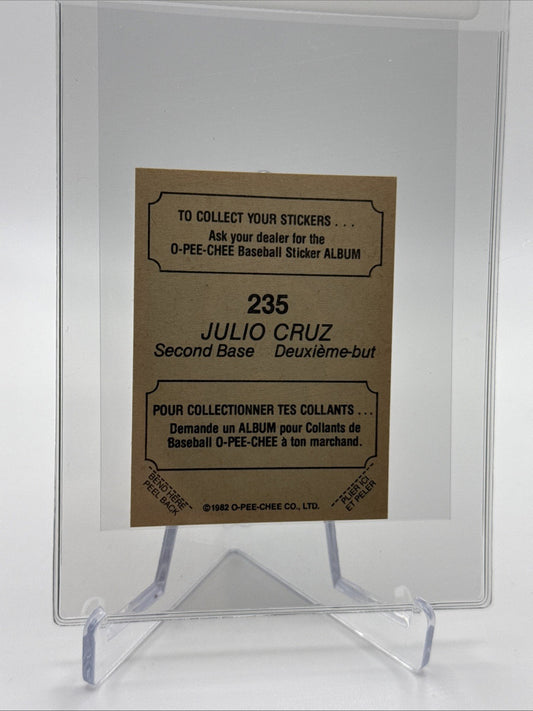 TO COLLECT YOUR STICKERS . . .
Ask your dealer for the
O-PEE-CHEE Baseball Sticker ALBUM
235
JULIO CRUZ
Second Base Deuxième-but
POUR COLLECTIONNER TES COLLANTS . . .
Demande un ALBUM pour Collants de
Baseball O-PEE-CHEE à ton marchand.
BEND HERE
PEEL BACK
©1982 O-PEE-CHEE CO., LTD.
PLIER ICI
ET PELER